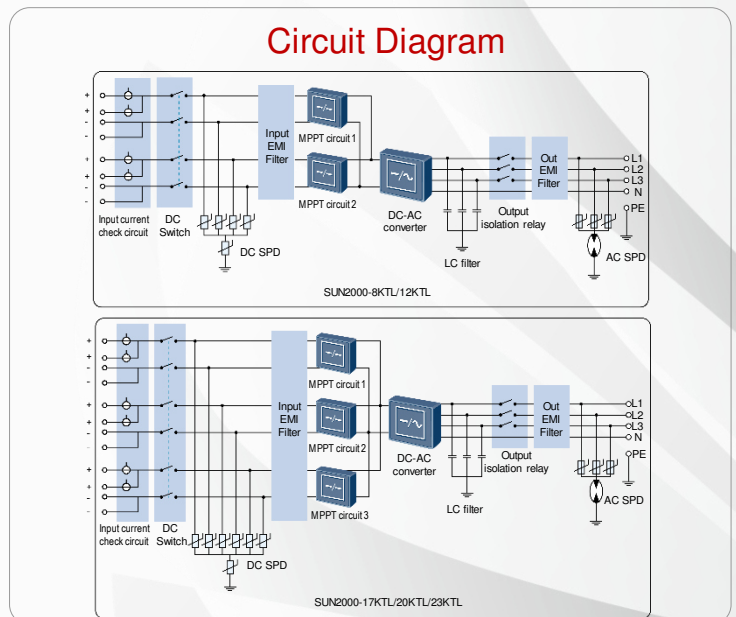 Circuit Diagram
+
+
-
-
+
+
-
-
Input current
check circuit
DC
Switch
DC SPD
Input
EMI
Filter
MPPT circuit 1
MPPT circuit 2
DC-AC
converter
LC filter
Output
isolation relay
Out
EMI
Filter
L1
L2
L3
N
PE
AC SPD
SUN2000-8KTL/12KTL
+
+
-
-
+
+
-
-
+
+
-
-
Input current
check circuit
DC
Switch
DC SPD
Input
EMI
Filter
MPPT circuit 1
MPPT circuit 2
MPPT circuit 3
DC-AC
converter
LC filter
Output
isolation relay
Out
EMI
Filter
L1
L2
L3
N
PE
AC SPD
SUN2000-17KTL/20KTL/23KTL